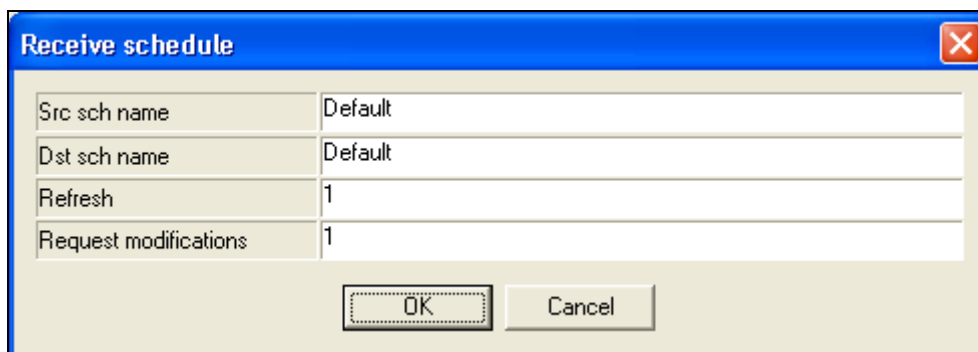 Receive schedule
Src sch name Default
Dst sch name Default
Refresh 1
Request modifications 1
OK Cancel